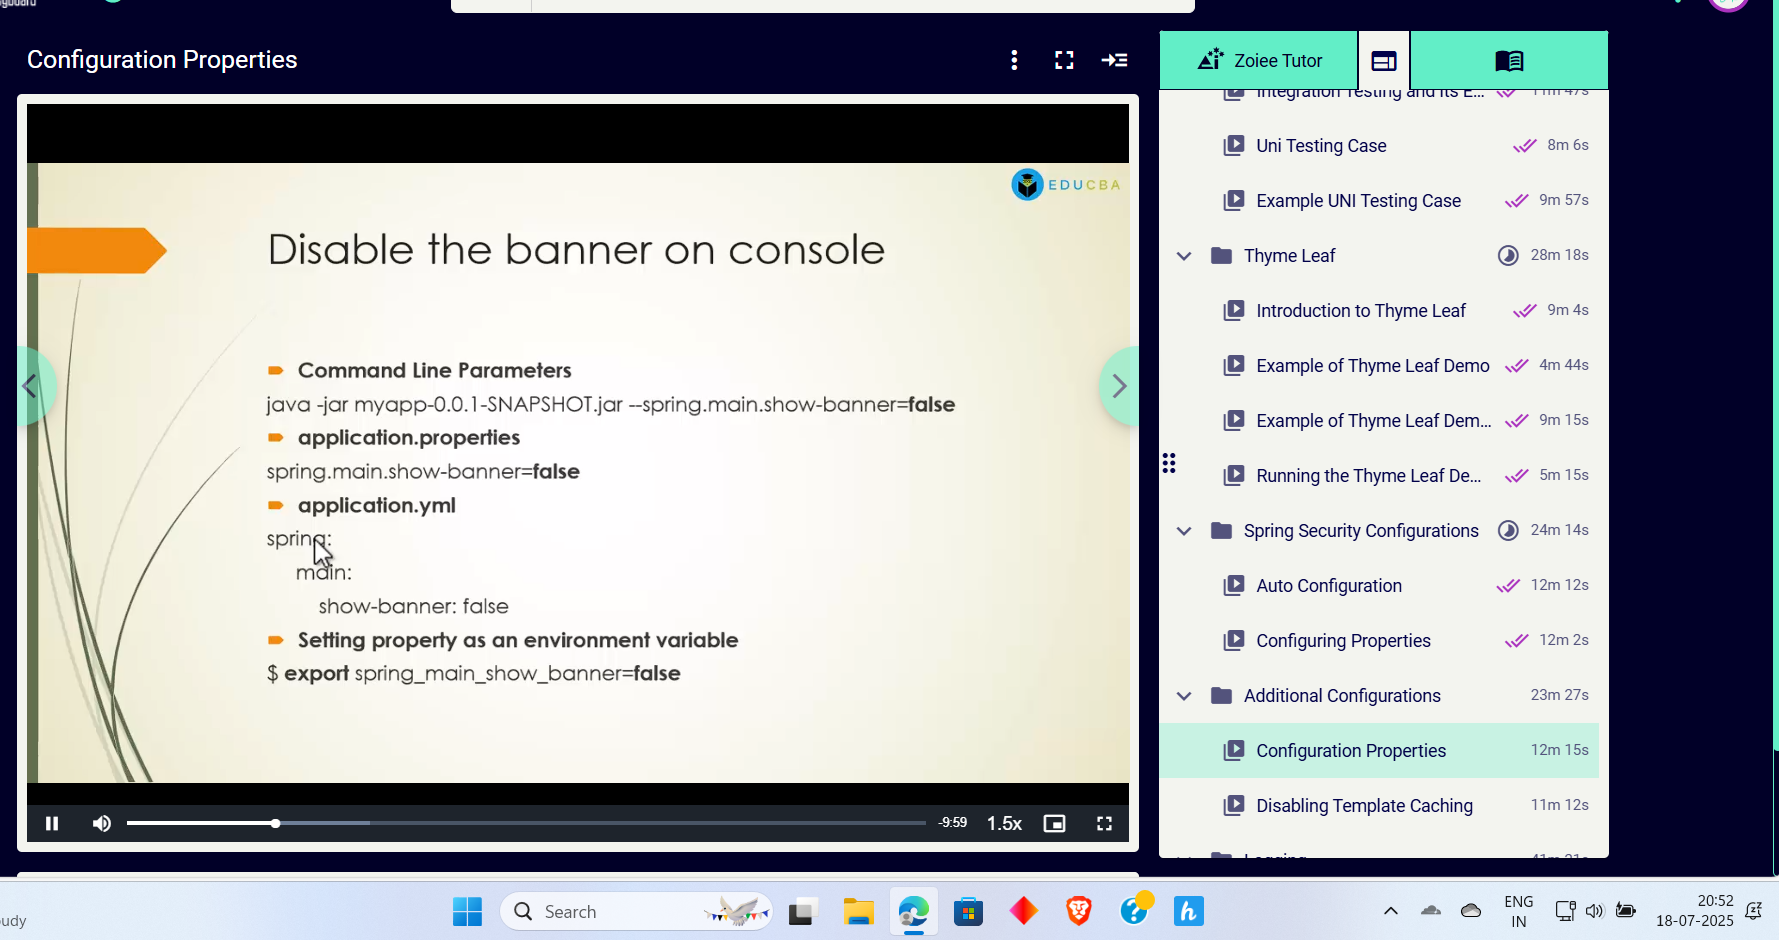 Configuration Properties
EDUCBA
Disable the banner on console
Command Line Parameters
java -jar myapp-0.0.1-SNAPSHOT.jar --spring.main.show-banner=false
application.properties
spring.main.show-banner=false
application.yml
spring:
main:
show-banner: false
Setting property as an environment variable
$ export spring_main_show_banner=false
-9:59
1.5x
Zoiee Tutor
Integration Testing and Its E... 11m 47s
Uni Testing Case 8m 6s
Example UNI Testing Case 9m 57s
Thyme Leaf 28m 18s
Introduction to Thyme Leaf 9m 4s
Example of Thyme Leaf Demo 4m 44s
Example of Thyme Leaf Dem... 9m 15s
Running the Thyme Leaf De... 5m 15s
Spring Security Configurations 24m 14s
Auto Configuration 12m 12s
Configuring Properties 12m 2s
Additional Configurations 23m 27s
Configuration Properties 12m 15s
Disabling Template Caching 11m 12s
Logging 41m 21s
Search
h
ENG
IN
20:52
18-07-2025